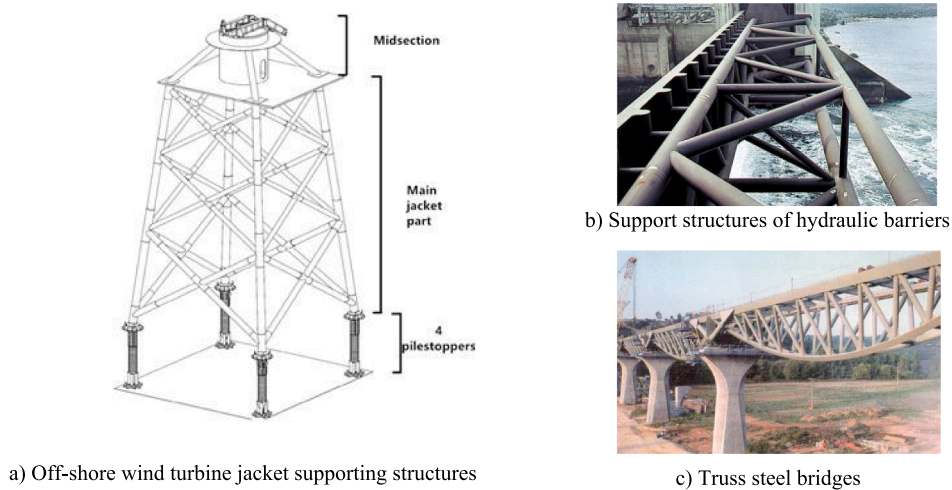 Midsection
Main
jacket
part
4
pilestoppers
a) Off-shore wind turbine jacket supporting structures
b) Support structures of hydraulic barriers
c) Truss steel bridges